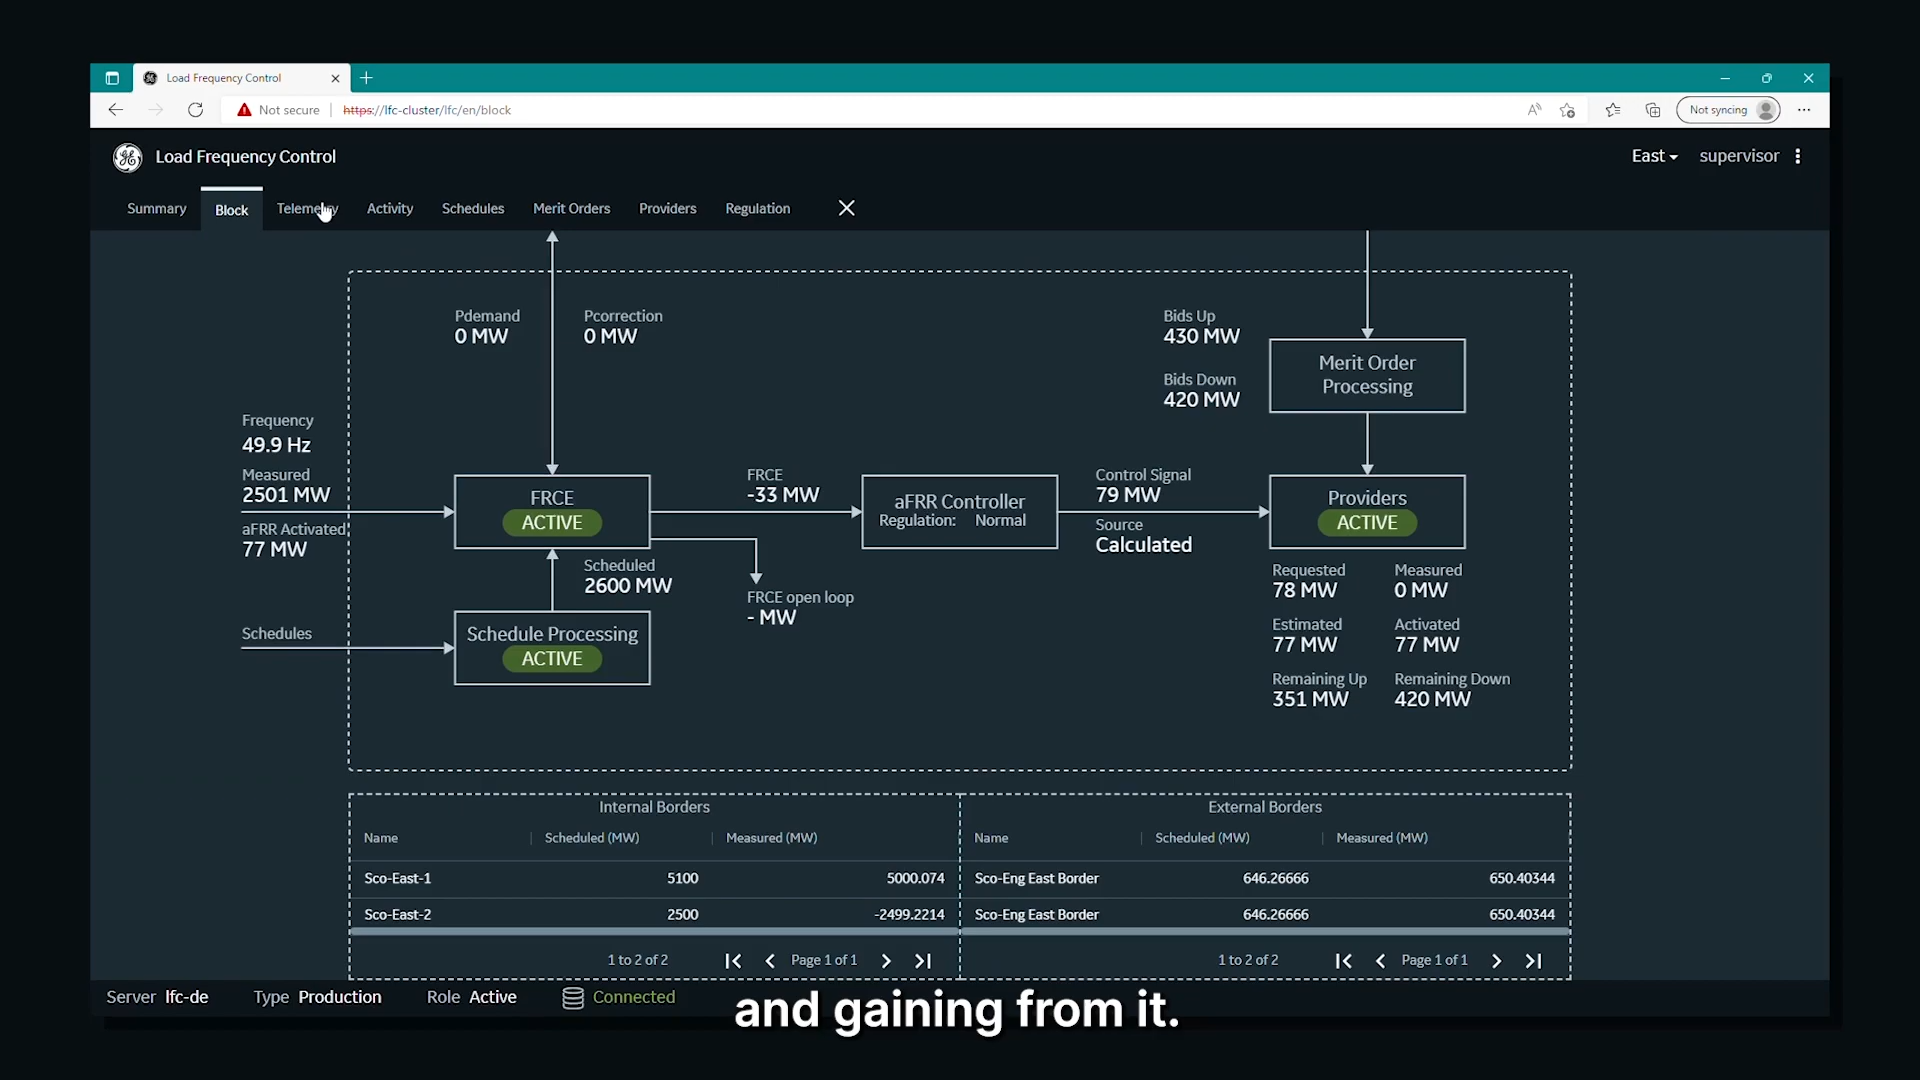 Load Frequency Control
Not secure
https://lfc-cluster/lfc/en/block
Not syncing
Load Frequency Control
East
supervisor
Summary
Block
Telemetry
Activity
Schedules
Merit Orders
Providers
Regulation
Pdemand
0 MW
Pcorrection
0 MW
Bids Up
430 MW
Bids Down
420 MW
Merit Order
Processing
Frequency
49.9 Hz
Measured
2501 MW
aFRR Activated
77 MW
FRCE
ACTIVE
FRCE
-33 MW
aFRR Controller
Regulation: Normal
Control Signal
79 MW
Source
Calculated
Providers
ACTIVE
Scheduled
2600 MW
FRCE open loop
- MW
Schedules
Schedule Processing
ACTIVE
Requested
78 MW
Measured
0 MW
Estimated
77 MW
Activated
77 MW
Remaining Up
351 MW
Remaining Down
420 MW
Internal Borders
Name Scheduled (MW) Measured (MW)
Sco-East-1 5100 5000.074
Sco-East-2 2500 -2499.2214
1 to 2 of 2 Page 1 of 1
External Borders
Name Scheduled (MW) Measured (MW)
Sco-Eng East Border 646.26666 650.40344
Sco-Eng East Border 646.26666 650.40344
1 to 2 of 2 Page 1 of 1
Server lfc-de Type Production Role Active Connected
and gaining from it.